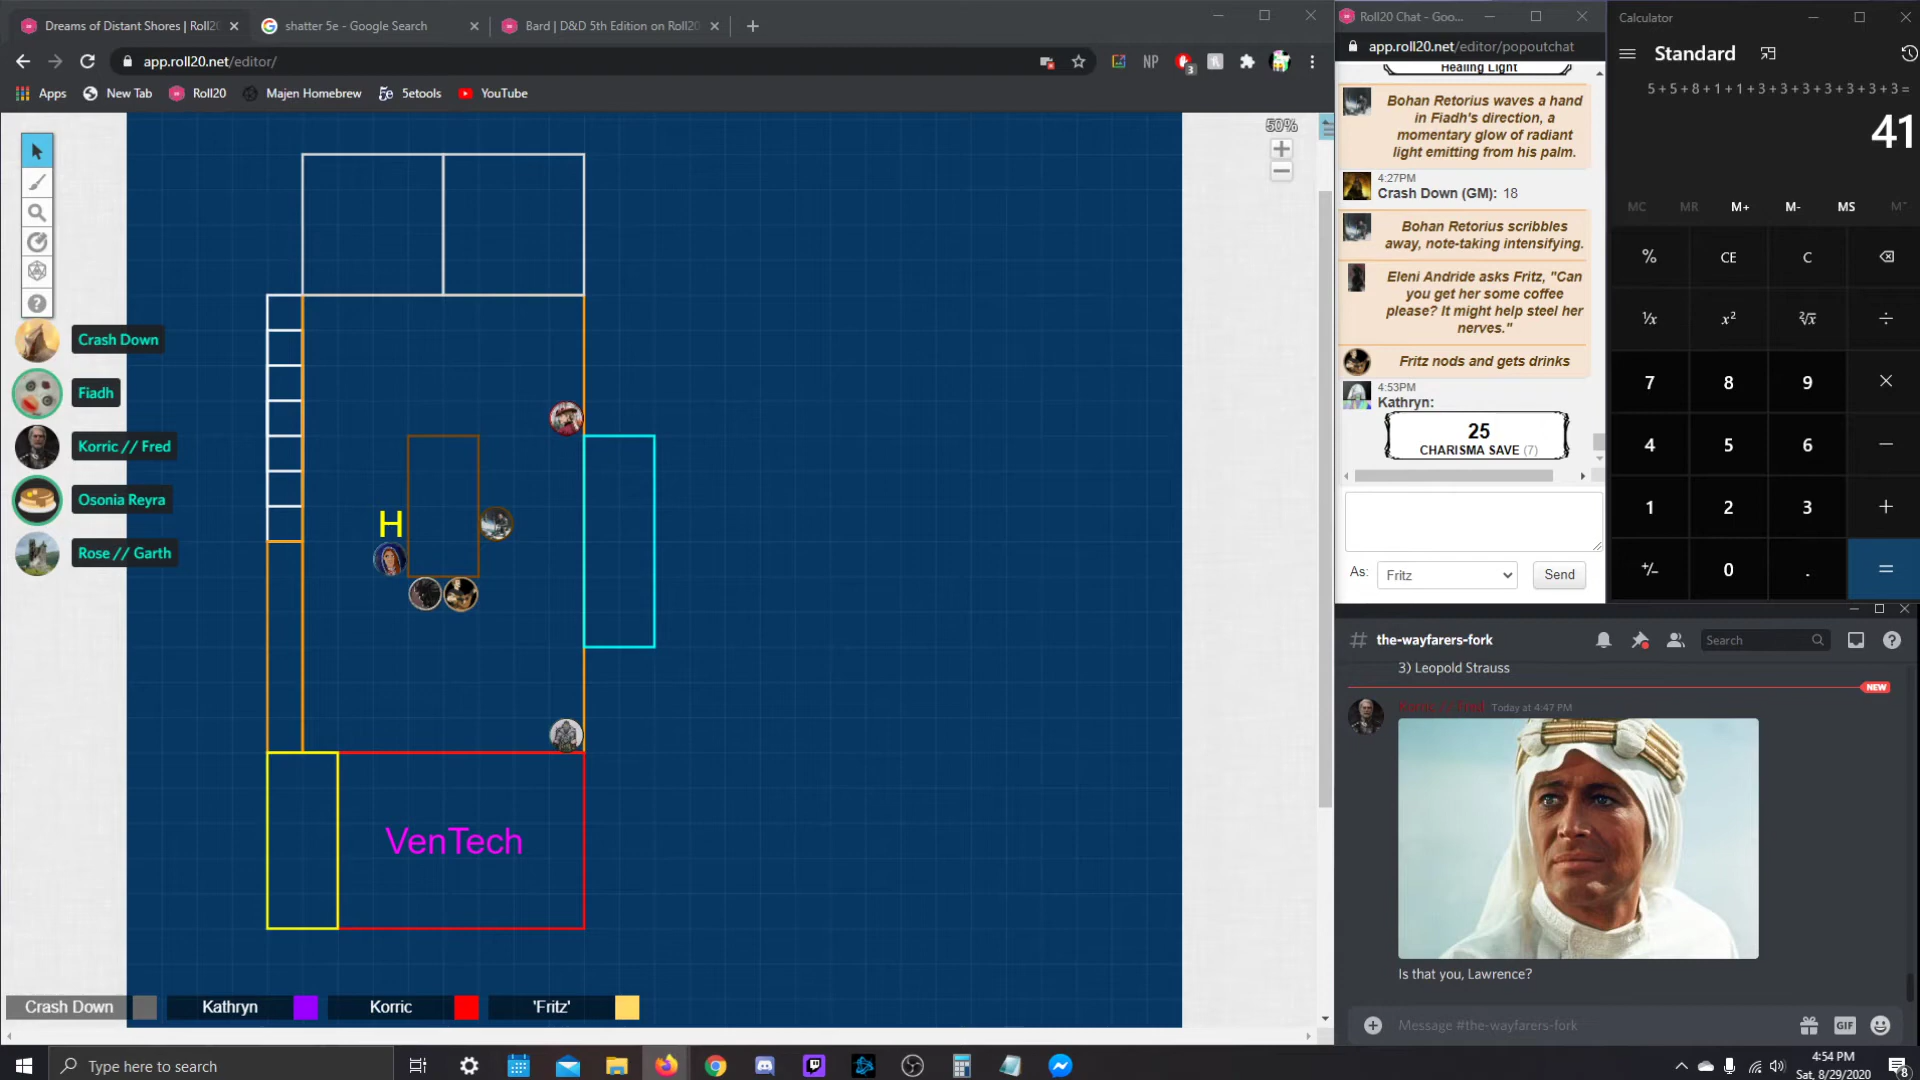 Dreams of Distant Shores | Roll20
shatter 5e - Google Search
Bard | D&D 5th Edition on Roll20
app.roll20.net/editor/
NP
3
Apps
New Tab
Roll20
Majen Homebrew
5etools
YouTube
50%
Crash Down
Fiadh
Korric // Fred
Osonia Reyra
Rose // Garth
H
VenTech
Crash Down
Kathryn
Korric
'Fritz'
Roll20 Chat - Goo...
app.roll20.net/editor/popoutchat
Healing Light
Bohan Retorius waves a hand
in Fiadh's direction, a
momentary glow of radiant
light emitting from his palm.
4:27PM
Crash Down (GM): 18
Bohan Retorius scribbles
away, note-taking intensifying.
Eleni Andride asks Fritz, "Can
you get her some coffee
please? It might help steel her
nerves."
Fritz nods and gets drinks
4:53PM
Kathryn:
25
CHARISMA SAVE (7)
As:
Fritz
Send
Calculator
Standard
5 + 5 + 8 + 1 + 1 + 3 + 3 + 3 + 3 + 3 + 3 + 3 =
41
MC
MR
M+
M-
MS
M˅
%
CE
C
⅟x
x²
²√x
÷
7
8
9
×
4
5
6
−
1
2
3
+
+/−
0
.
=
# the-wayfarers-fork
Search
3) Leopold Strauss
NEW
Korric // Fred
Today at 4:47 PM
Is that you, Lawrence?
Message #the-wayfarers-fork
GIF
Type here to search
4:54 PM
Sat, 8/29/2020
8